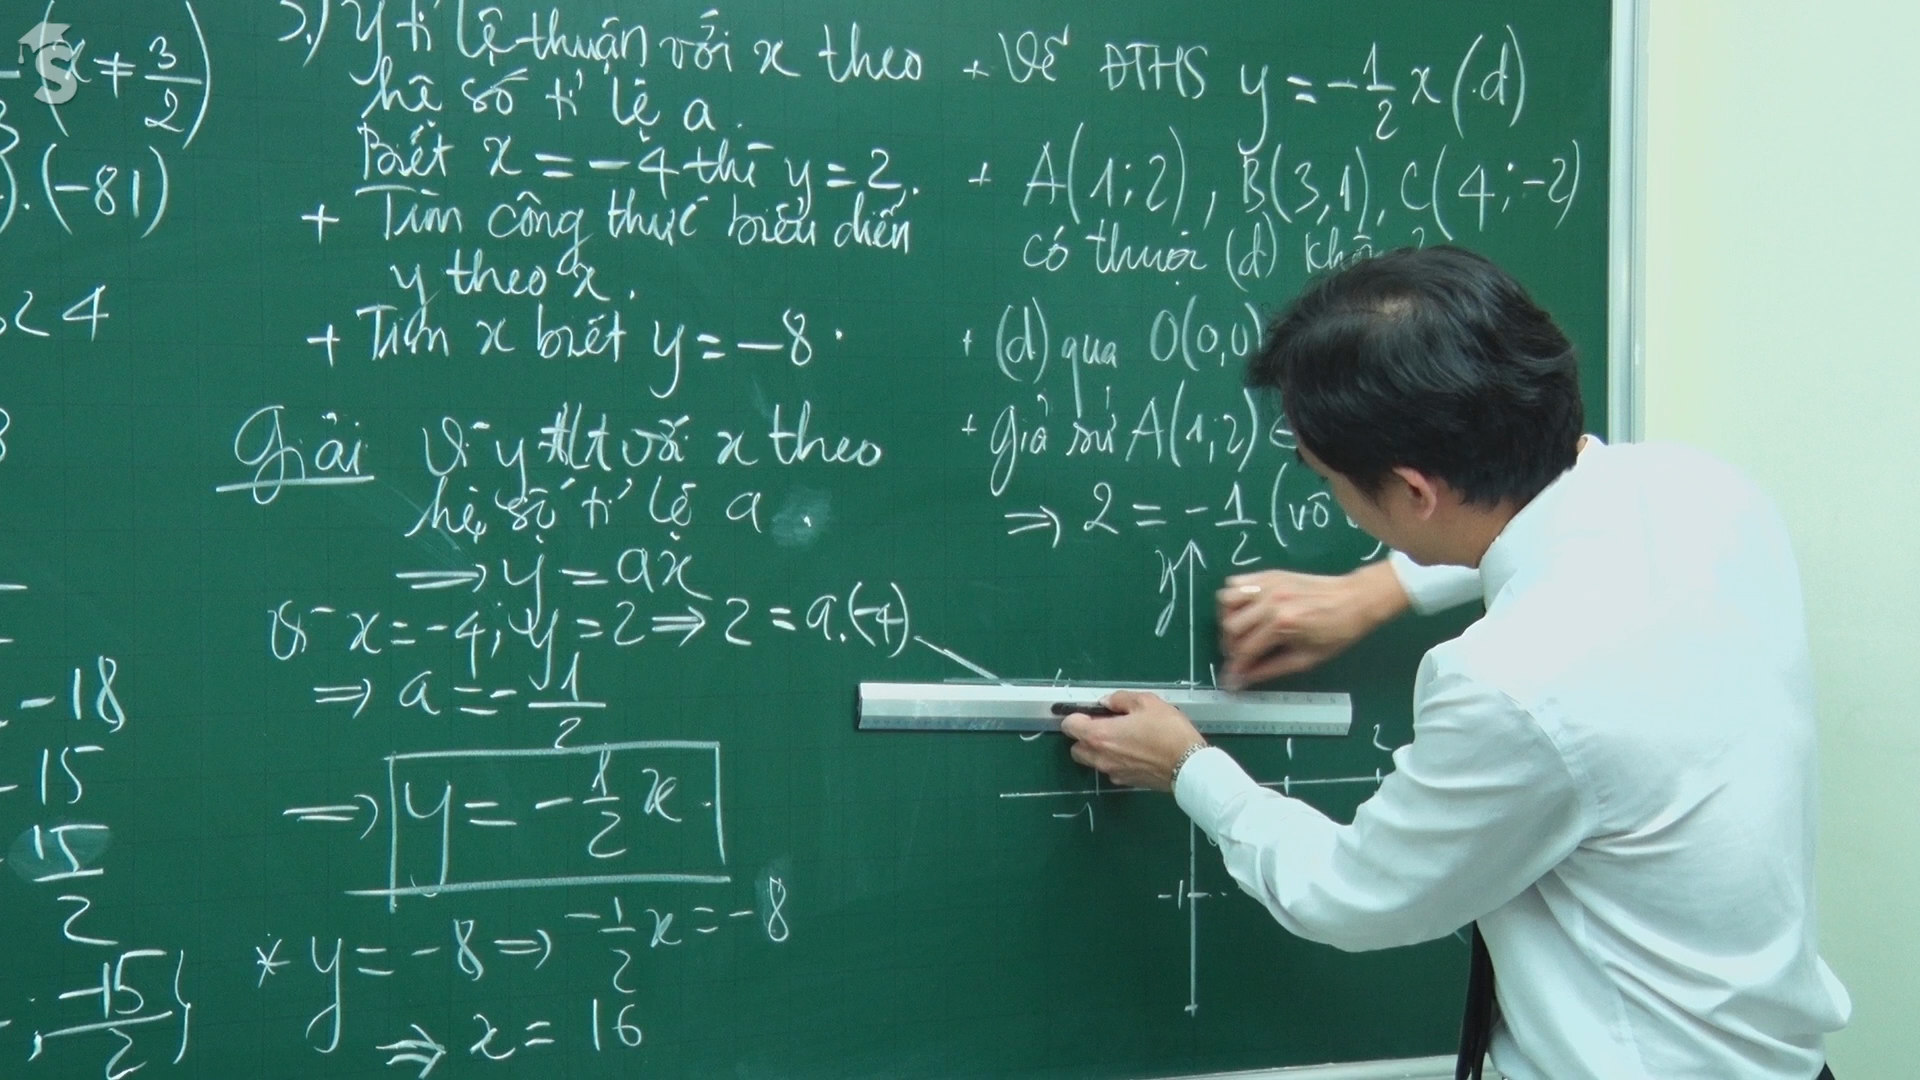 (x + 3/2)
.(-81)
< 4
-18
-15
15/2
; -15/2 }
5.) y tỉ lệ thuận với x theo
hệ số tỉ lệ a.
Biết x = -4 thì y = 2.
+ Tìm công thức biểu diễn
y theo x.
+ Tìm x biết y = -8.
Giải Vì y tlt với x theo
hệ số tỉ lệ a.
⇒ y = ax
Vì x = -4; y = 2 ⇒ 2 = a.(-4)
⇒ a = -1/2
⇒ y = -1/2 x.
* y = -8 ⇒ -1/2 x = -8
⇒ x = 16
+ Vẽ ĐTHS y = -1/2 x (d)
+ A(1;2), B(3,1), C(4;-2)
có thuộc (d)
+ (d) qua O(0,0)
+ Giả sử A(1;2) ∈
⇒ 2 = -1/2 . (vô
y
1 2
-1
-1
S